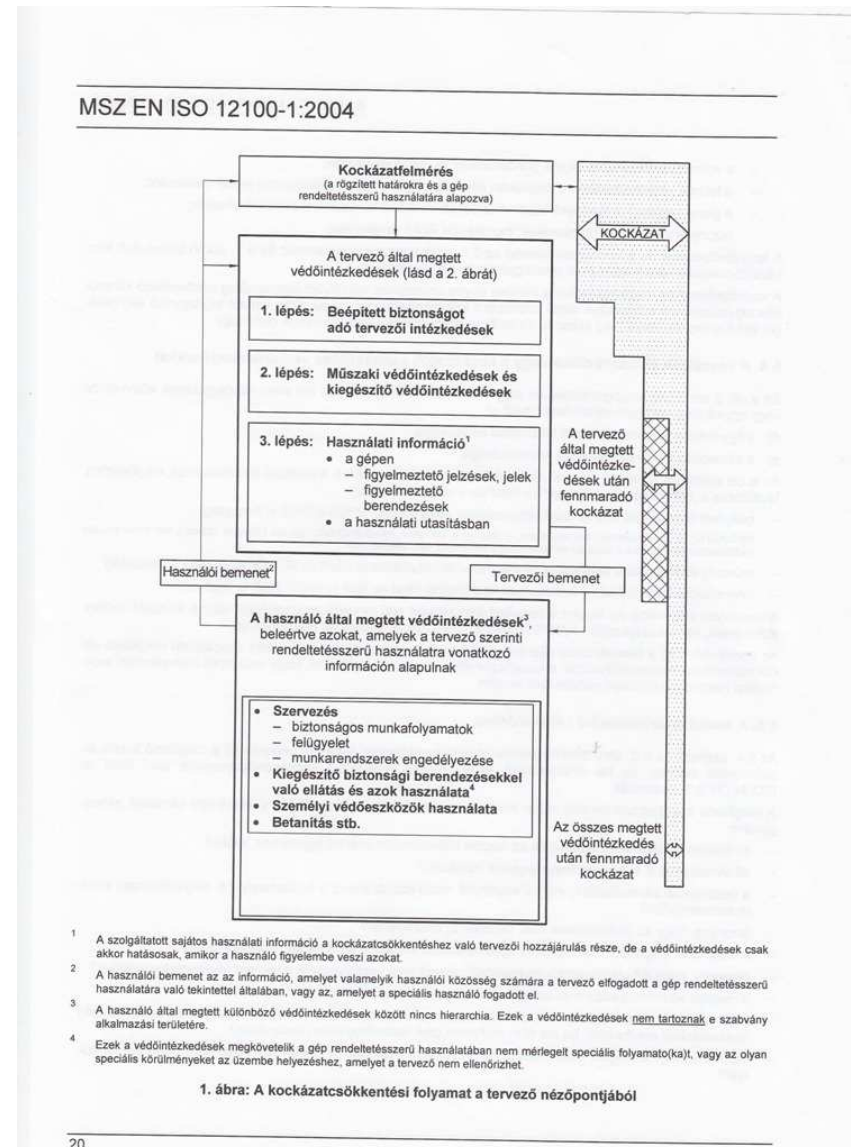 MSZ EN ISO 12100-1:2004
Kockázatfelmérés
(a rögzített határokra és a gép
rendeltetésszerű használatára alapozva)
KOCKÁZAT
A tervező által megtett
védőintézkedések (lásd a 2. ábrát)
1. lépés: Beépített biztonságot
adó tervezői intézkedések
2. lépés: Műszaki védőintézkedések és
kiegészítő védőintézkedések
3. lépés: Használati információ¹
• a gépen
– figyelmeztető jelzések, jelek
– figyelmeztető
berendezések
• a használati utasításban
A tervező
által megtett
védőintézke-
dések után
fennmaradó
kockázat
Használói bemenet²
Tervezői bemenet
A használó által megtett védőintézkedések³,
beleértve azokat, amelyek a tervező szerinti
rendeltetésszerű használatra vonatkozó
információn alapulnak
• Szervezés
– biztonságos munkafolyamatok
– felügyelet
– munkarendszerek engedélyezése
• Kiegészítő biztonsági berendezésekkel
való ellátás és azok használata⁴
• Személyi védőeszközök használata
• Betanítás stb.
Az összes megtett
védőintézkedés
után fennmaradó
kockázat
1 A szolgáltatott sajátos használati információ a kockázatcsökkentéshez való tervezői hozzájárulás része, de a védőintézkedések csak
akkor hatásosak, amikor a használó figyelembe veszi azokat.
2 A használói bemenet az az információ, amelyet valamelyik használói közösség számára a tervező elfogadott a gép rendeltetésszerű
használatára való tekintettel általában, vagy az, amelyet a speciális használó fogadott el.
3 A használó által megtett különböző védőintézkedések között nincs hierarchia. Ezek a védőintézkedések nem tartoznak e szabvány
alkalmazási területére.
4 Ezek a védőintézkedések megkövetelik a gép rendeltetésszerű használatában nem mérlegelt speciális folyamato(ka)t, vagy az olyan
speciális körülményeket az üzembe helyezéshez, amelyet a tervező nem ellenőrizhet.
1. ábra: A kockázatcsökkentési folyamat a tervező nézőpontjából
20